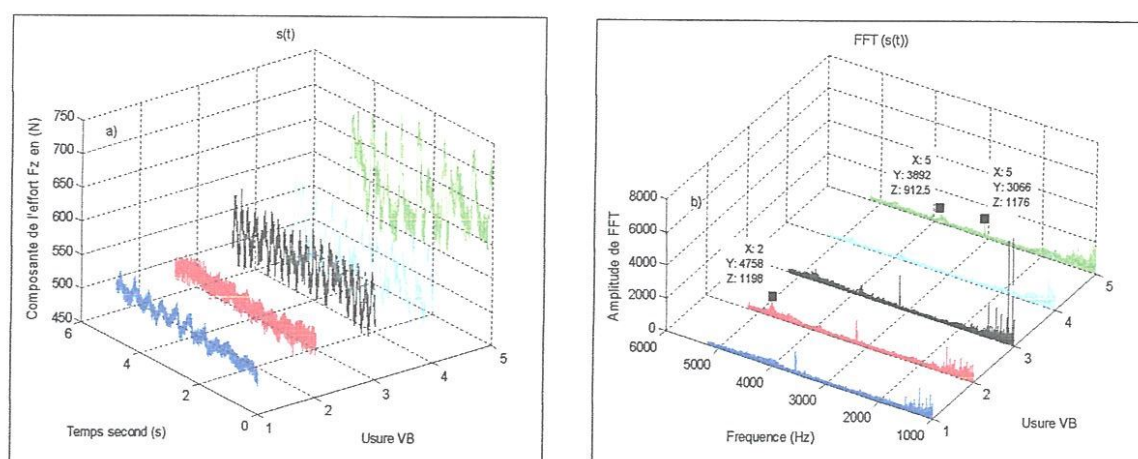 s(t)
a)
Composante de l'effort Fz en (N)
750
700
650
600
550
500
450
6
4
2
0
1
2
3
4
5
Temps second (s)
Usure VB
FFT (s(t))
b)
Amplitude de FFT
8000
6000
4000
2000
0
6000
5000
4000
3000
2000
1000
1
2
3
4
5
Frequence (Hz)
Usure VB
X: 2
Y: 4758
Z: 1198
X: 5
Y: 3892
Z: 912.5
X: 5
Y: 3066
Z: 1176